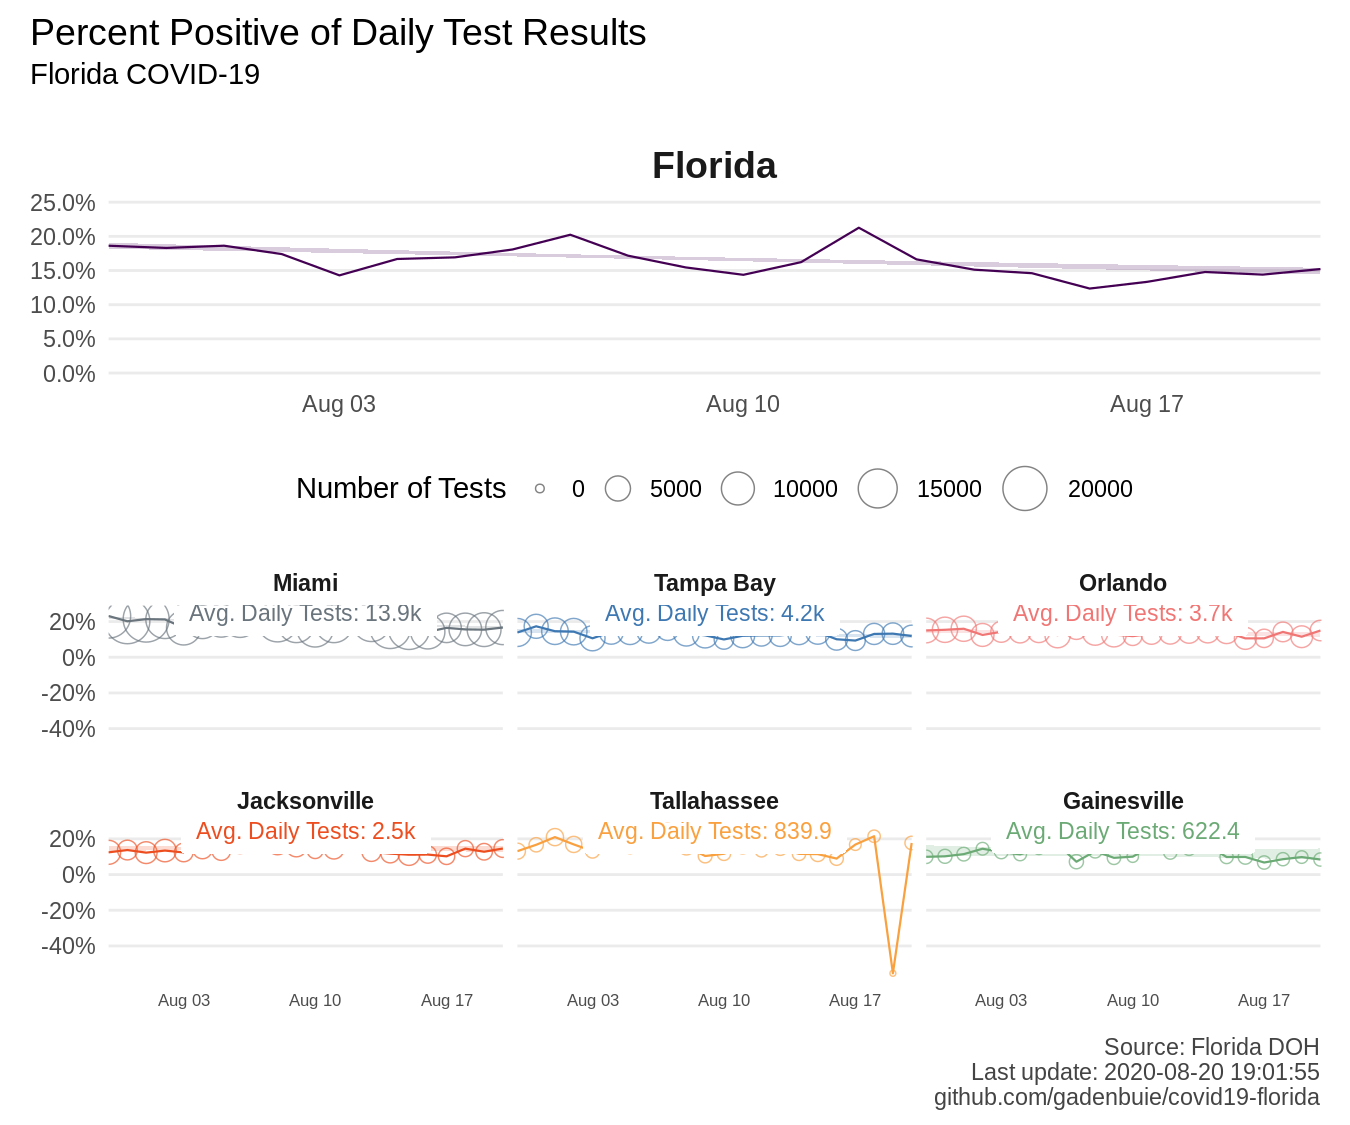 Percent Positive of Daily Test Results
Florida COVID-19
Florida
25.0%
20.0%
15.0%
10.0%
5.0%
0.0%
Aug 03 Aug 10 Aug 17
Number of Tests 0 5000 10000 15000 20000
Miami Tampa Bay Orlando
Avg. Daily Tests: 13.9k Avg. Daily Tests: 4.2k Avg. Daily Tests: 3.7k
20%
0%
-20%
-40%
Jacksonville Tallahassee Gainesville
Avg. Daily Tests: 2.5k Avg. Daily Tests: 839.9 Avg. Daily Tests: 622.4
20%
0%
-20%
-40%
Aug 03 Aug 10 Aug 17 Aug 03 Aug 10 Aug 17 Aug 03 Aug 10 Aug 17
Source: Florida DOH
Last update: 2020-08-20 19:01:55
github.com/gadenbuie/covid19-florida